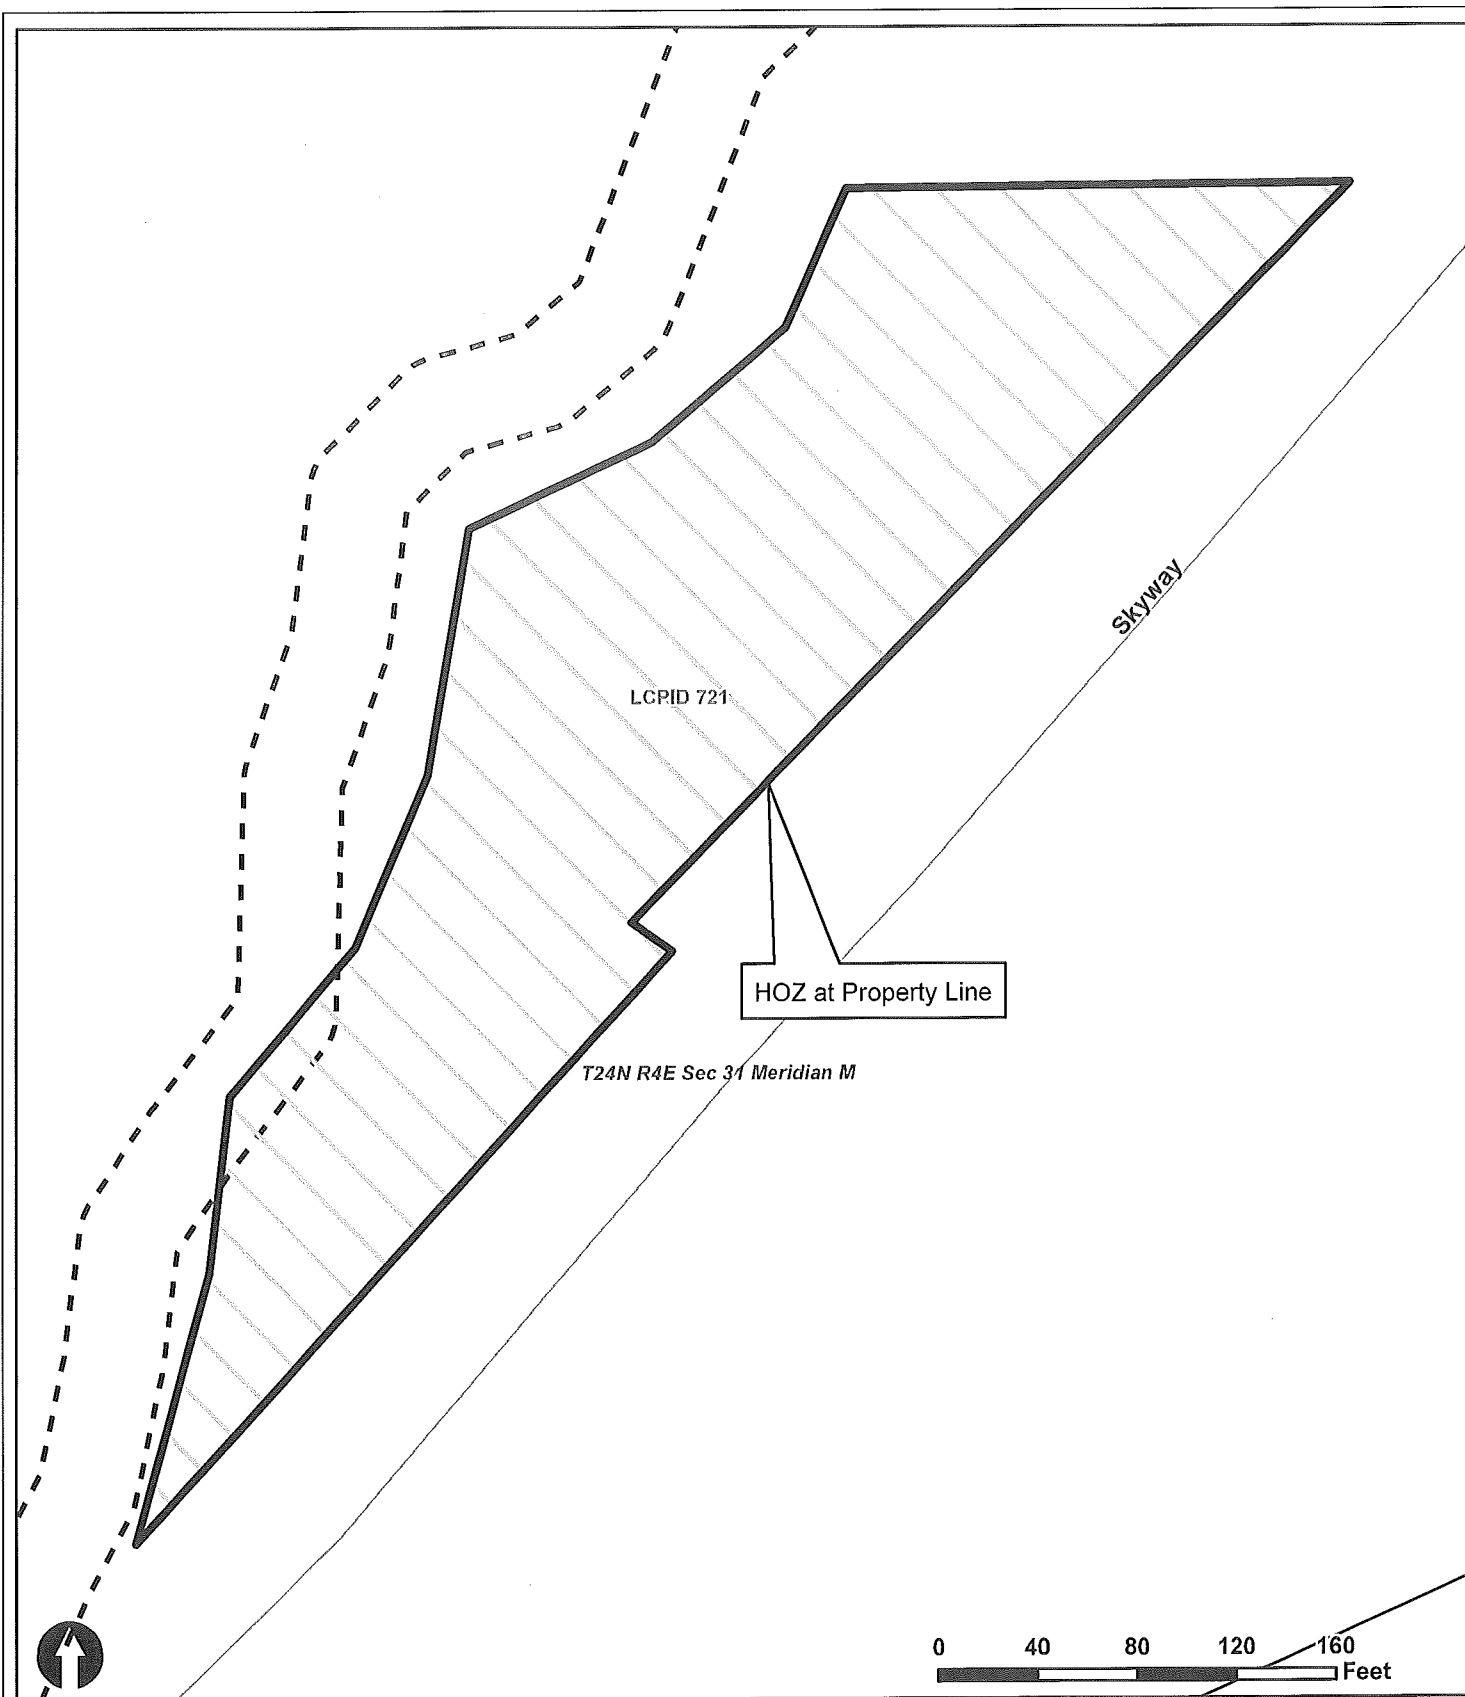 Skyway
LCPID 721
HOZ at Property Line
T24N R4E Sec 31 Meridian M
0 40 80 120 160
Feet